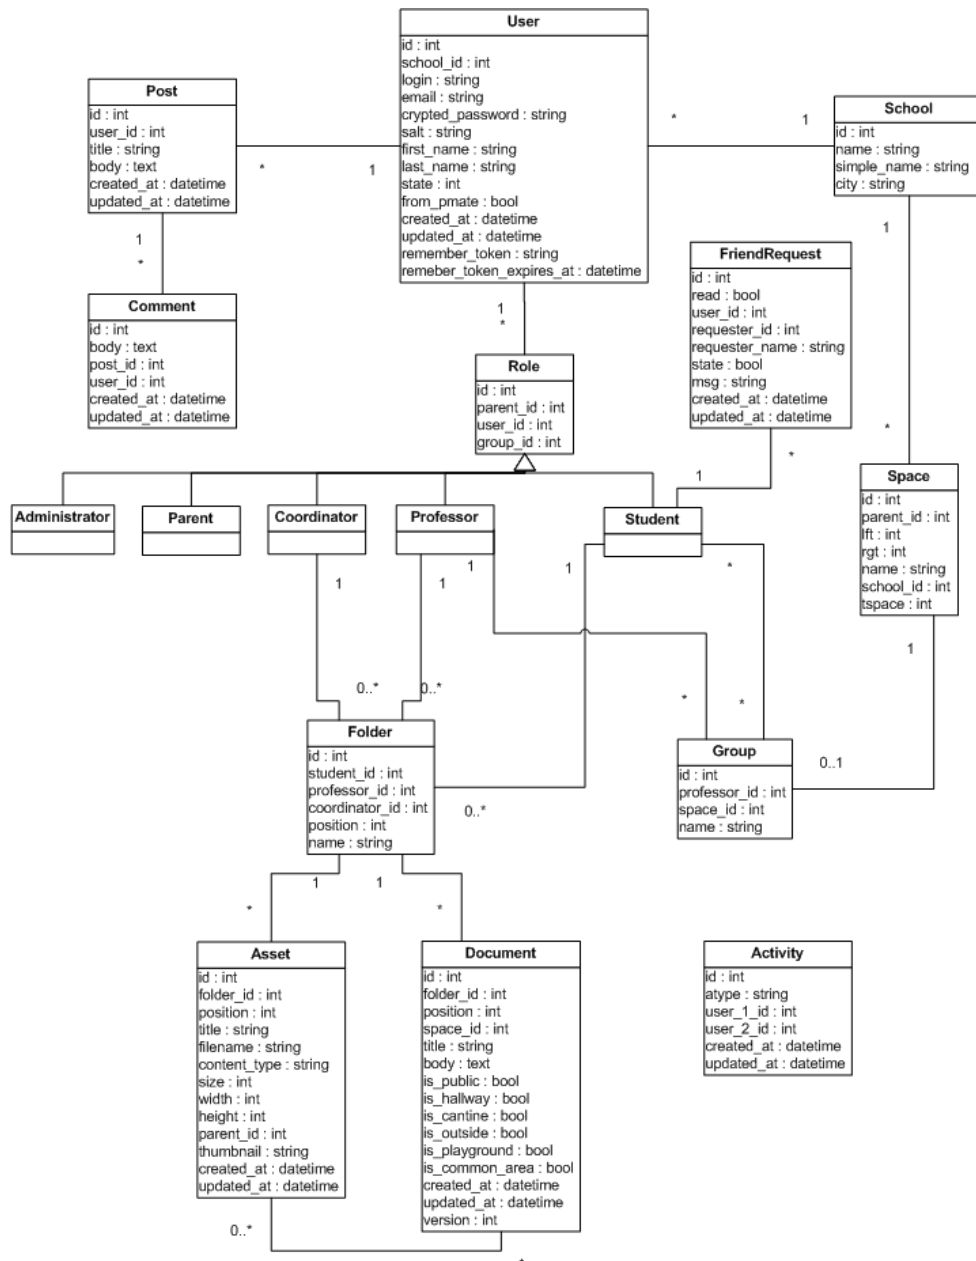 User
id : int
school_id : int
login : string
email : string
crypted_password : string
salt : string
first_name : string
last_name : string
state : int
from_pmate : bool
created_at : datetime
updated_at : datetime
remember_token : string
remeber_token_expires_at : datetime
Post
id : int
user_id : int
title : string
body : text
created_at : datetime
updated_at : datetime
*
1
*
1
School
id : int
name : string
simple_name : string
city : string
1
*
1
Comment
id : int
body : text
post_id : int
user_id : int
created_at : datetime
updated_at : datetime
1
*
Role
id : int
parent_id : int
user_id : int
group_id : int
FriendRequest
id : int
read : bool
user_id : int
requester_id : int
requester_name : string
state : bool
msg : string
created_at : datetime
updated_at : datetime
*
1
*
Space
id : int
parent_id : int
lft : int
rgt : int
name : string
school_id : int
tspace : int
Administrator
Parent
Coordinator
Professor
Student
1
1
1
1
*
1
0..*
0..*
*
*
0..1
0..*
Folder
id : int
student_id : int
professor_id : int
coordinator_id : int
position : int
name : string
Group
id : int
professor_id : int
space_id : int
name : string
1
1
*
*
Asset
id : int
folder_id : int
position : int
title : string
filename : string
content_type : string
size : int
width : int
height : int
parent_id : int
thumbnail : string
created_at : datetime
updated_at : datetime
Document
id : int
folder_id : int
position : int
space_id : int
title : string
body : text
is_public : bool
is_hallway : bool
is_cantine : bool
is_outside : bool
is_playground : bool
is_common_area : bool
created_at : datetime
updated_at : datetime
version : int
Activity
id : int
atype : string
user_1_id : int
user_2_id : int
created_at : datetime
updated_at : datetime
0..*
*